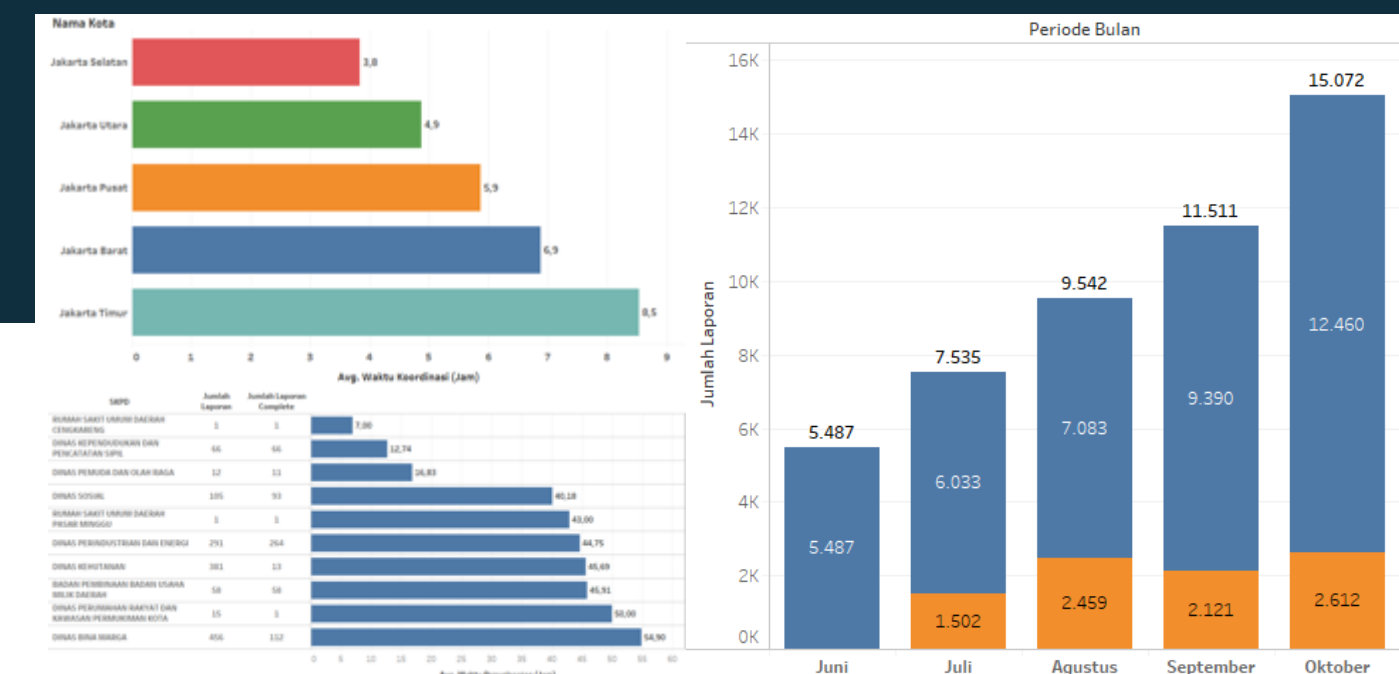 Nama Kota
Jakarta Selatan
3,8
Jakarta Utara
4,9
Jakarta Pusat
5,9
Jakarta Barat
6,9
Jakarta Timur
8,5
0 1 2 3 4 5 6 7 8 9
Avg. Waktu Koordinasi (Jam)
SKPD
Jumlah Laporan
Jumlah Laporan Complete
RUMAH SAKIT UMUM DAERAH
CENGKARENG
1 1 7,00
DINAS KEPENDUDUKAN DAN
PENCATATAN SIPIL
66 66 12,74
DINAS PEMUDA DAN OLAH RAGA 12 11 16,83
DINAS SOSIAL 105 93 40,18
RUMAH SAKIT UMUM DAERAH
PASAR MINGGU
1 1 43,00
DINAS PERINDUSTRIAN DAN ENERGI 291 264 44,75
DINAS KEHUTANAN 381 13 45,69
BADAN PEMBINAAN BADAN USAHA
MILIK DAERAH
58 58 45,91
DINAS PERUMAHAN RAKYAT DAN
KAWASAN PERMUKIMAN KOTA
15 1 50,00
DINAS BINA MARGA 456 112 54,90
0 5 10 15 20 25 30 35 40 45 50 55 60
Periode Bulan
Jumlah Laporan
16K
14K
12K
10K
8K
6K
4K
2K
0K
5.487
5.487
7.535
6.033
1.502
9.542
7.083
2.459
11.511
9.390
2.121
15.072
12.460
2.612
Juni Juli Agustus September Oktober